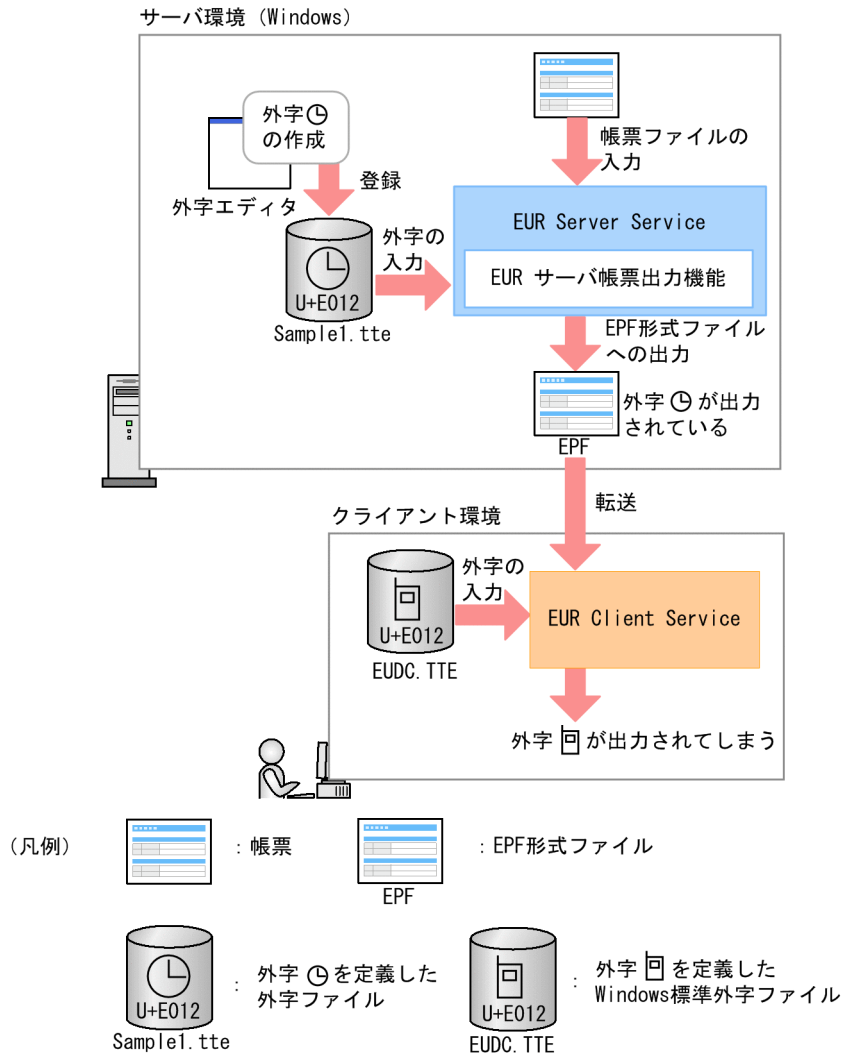 サーバ環境(Windows)
外字
の作成
外字エディタ
登録
帳票ファイルの
入力
外字の
入力
U+E012
Sample1.tte
EUR Server Service
EUR サーバ帳票出力機能
EPF形式ファイル
への出力
外字 が出力
されている
EPF
転送
クライアント環境
外字の
入力
U+E012
EUDC.TTE
EUR Client Service
外字 が出力されてしまう
(凡例)
:帳票
EPF
:EPF形式ファイル
U+E012
Sample1.tte
:
外字 を定義した
外字ファイル
U+E012
EUDC.TTE
:
外字 を定義した
Windows標準外字ファイル